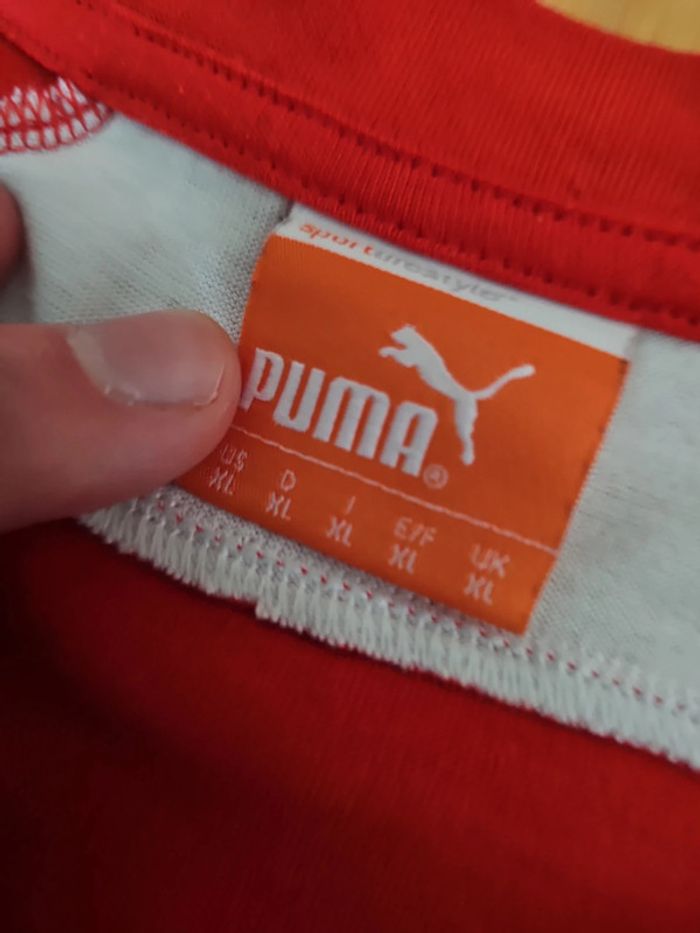 sportlifestyle
PUMA®
US D I E/F UK
XL XL XL XL XL